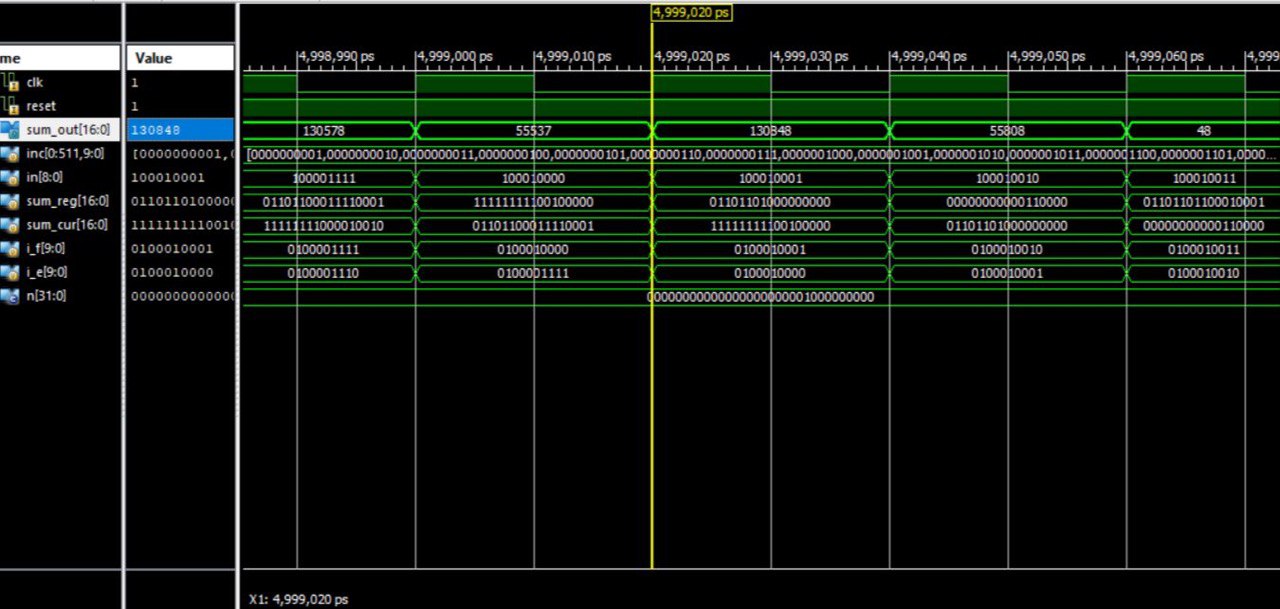 4,999,020 ps
me Value 4,998,990 ps 4,999,000 ps 4,999,010 ps 4,999,020 ps 4,999,030 ps 4,999,040 ps 4,999,050 ps 4,999,060 ps 4,999
clk 1
reset 1
sum_out[16:0] 130848 130578 55537 130848 55808 48
inc[0:511,9:0] [0000000001,( [0000000001,0000000010,0000000011,0000000100,0000000101,0000000110,0000000111,0000001000,0000001001,0000001010,0000001011,0000001100,0000001101,0000...
in[8:0] 100010001 100001111 100010000 100010001 100010010 100010011
sum_reg[16:0] 0110110100000 01101100011110001 11111111100100000 01101101000000000 00000000000110000 01101101100010001
sum_cur[16:0] 1111111110010 11111111000010010 01101100011110001 11111111100100000 01101101000000000 00000000000110000
i_f[9:0] 0100010001 0100001111 0100010000 0100010001 0100010010 0100010011
i_e[9:0] 0100010000 0100001110 0100001111 0100010000 0100010001 0100010010
n[31:0] 0000000000000 00000000000000000000001000000000
X1: 4,999,020 ps